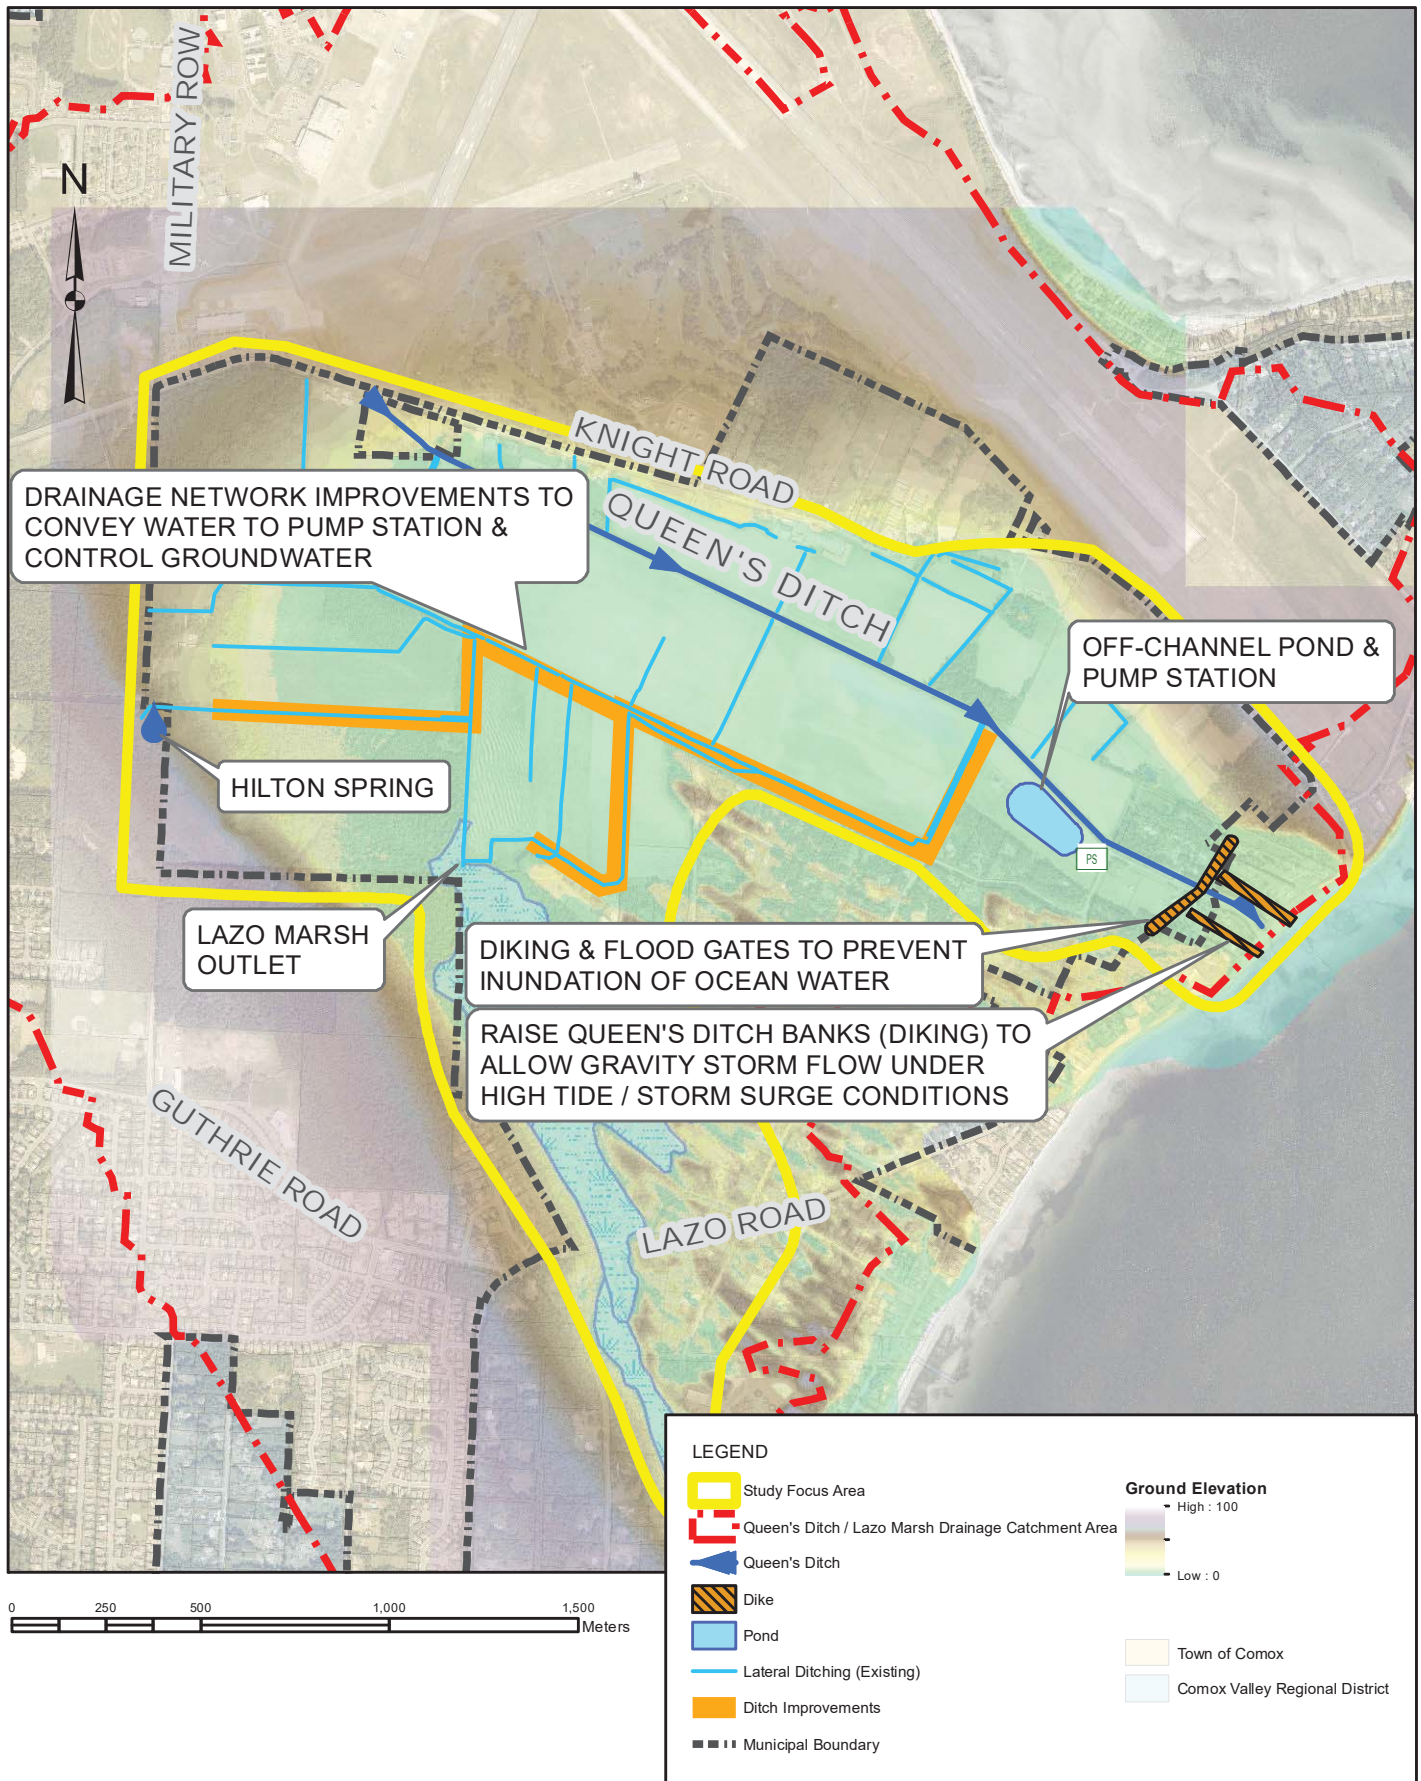 MILITARY ROW
N
KNIGHT ROAD
DRAINAGE NETWORK IMPROVEMENTS TO
CONVEY WATER TO PUMP STATION &
CONTROL GROUNDWATER
QUEEN'S DITCH
OFF-CHANNEL POND &
PUMP STATION
HILTON SPRING
PS
LAZO MARSH
OUTLET
DIKING & FLOOD GATES TO PREVENT
INUNDATION OF OCEAN WATER
RAISE QUEEN'S DITCH BANKS (DIKING) TO
ALLOW GRAVITY STORM FLOW UNDER
HIGH TIDE / STORM SURGE CONDITIONS
GUTHRIE ROAD
LAZO ROAD
LEGEND
Study Focus Area
Queen's Ditch / Lazo Marsh Drainage Catchment Area
Queen's Ditch
Dike
Pond
Lateral Ditching (Existing)
Ditch Improvements
Municipal Boundary
Ground Elevation
High : 100
Low : 0
Town of Comox
Comox Valley Regional District
0 250 500 1,000 1,500
Meters